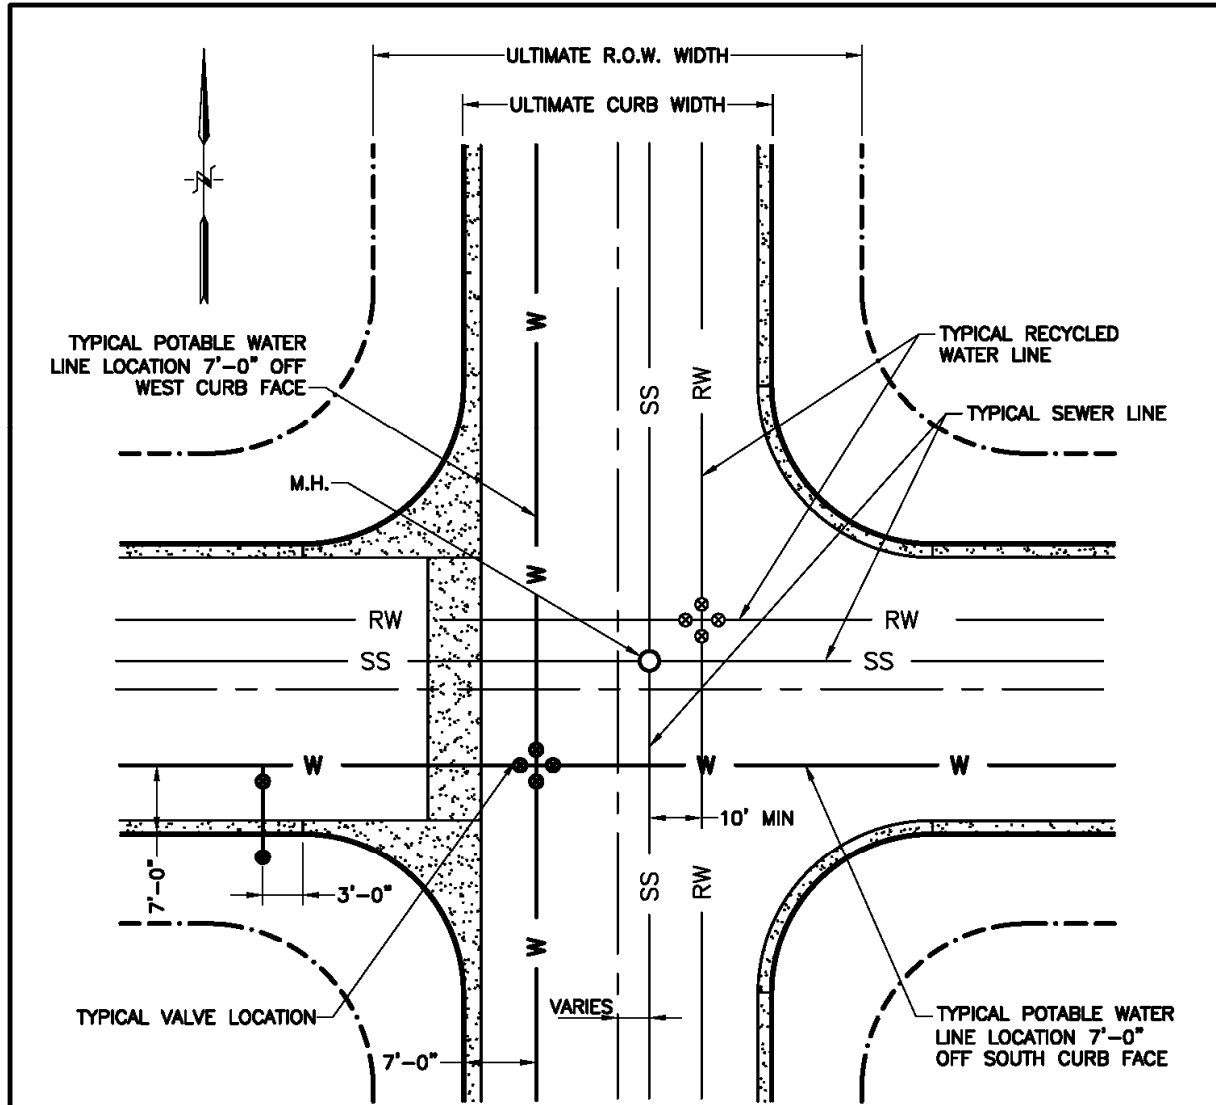 ULTIMATE R.O.W. WIDTH
ULTIMATE CURB WIDTH
N
TYPICAL POTABLE WATER
LINE LOCATION 7'-0" OFF
WEST CURB FACE
W
SS
RW
TYPICAL RECYCLED
WATER LINE
TYPICAL SEWER LINE
M.H.
W
RW
RW
SS
SS
W
W
W
10' MIN
7'-0"
3'-0"
SS
RW
W
TYPICAL VALVE LOCATION
VARIES
7'-0"
TYPICAL POTABLE WATER
LINE LOCATION 7'-0"
OFF SOUTH CURB FACE